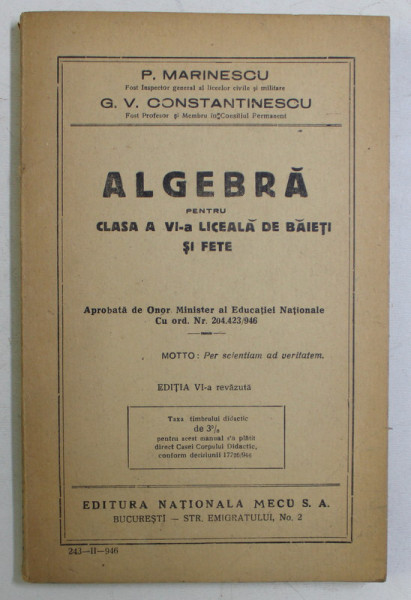 P. MARINESCU
Fost Inspector general al liceelor civile și militare
G. V. CONSTANTINESCU
Fost Profesor și Membru în Consiliul Permanent
ALGEBRĂ
PENTRU
CLASA A VI-a LICEALĂ DE BĂIEȚI
ȘI FETE
Aprobată de Onor Minister al Educației Naționale
Cu ord. Nr. 204.423/946
MOTTO: Per scientiam ad veritatem.
EDIȚIA VI-a revăzută
Taxa timbrului didactic
de 3%
pentru acest manual s'a plătit
direct Casei Corpului Didactic,
conform deciziunii
EDITURA NAȚIONALA MECU S. A.
BUCUREȘTI — STR. EMIGRATULUI, No. 2
243—II—946